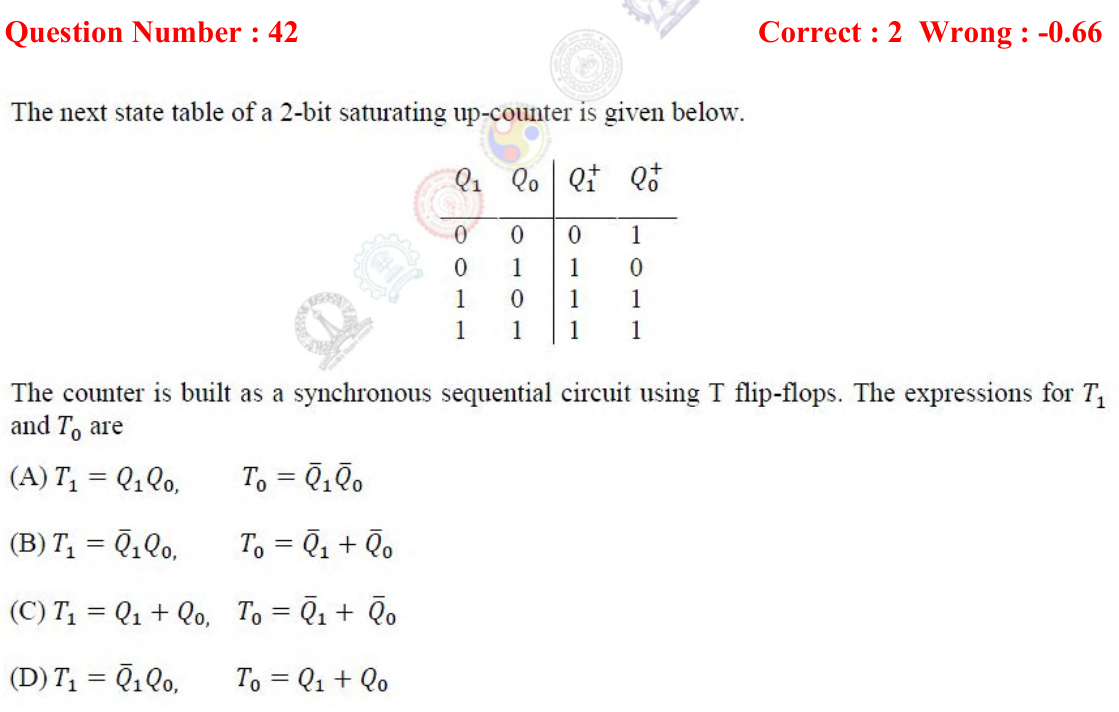 Question Number : 42 Correct : 2 Wrong : -0.66
The next state table of a 2-bit saturating up-counter is given below.
Q₁ Q₀ Q₁⁺ Q₀⁺
0 0 0 1
0 1 1 0
1 0 1 1
1 1 1 1
The counter is built as a synchronous sequential circuit using T flip-flops. The expressions for T₁
and T₀ are
(A) T₁ = Q₁Q₀, T₀ = Q̄₁Q̄₀
(B) T₁ = Q̄₁Q₀, T₀ = Q̄₁ + Q̄₀
(C) T₁ = Q₁ + Q₀, T₀ = Q̄₁ + Q̄₀
(D) T₁ = Q̄₁Q₀, T₀ = Q₁ + Q₀